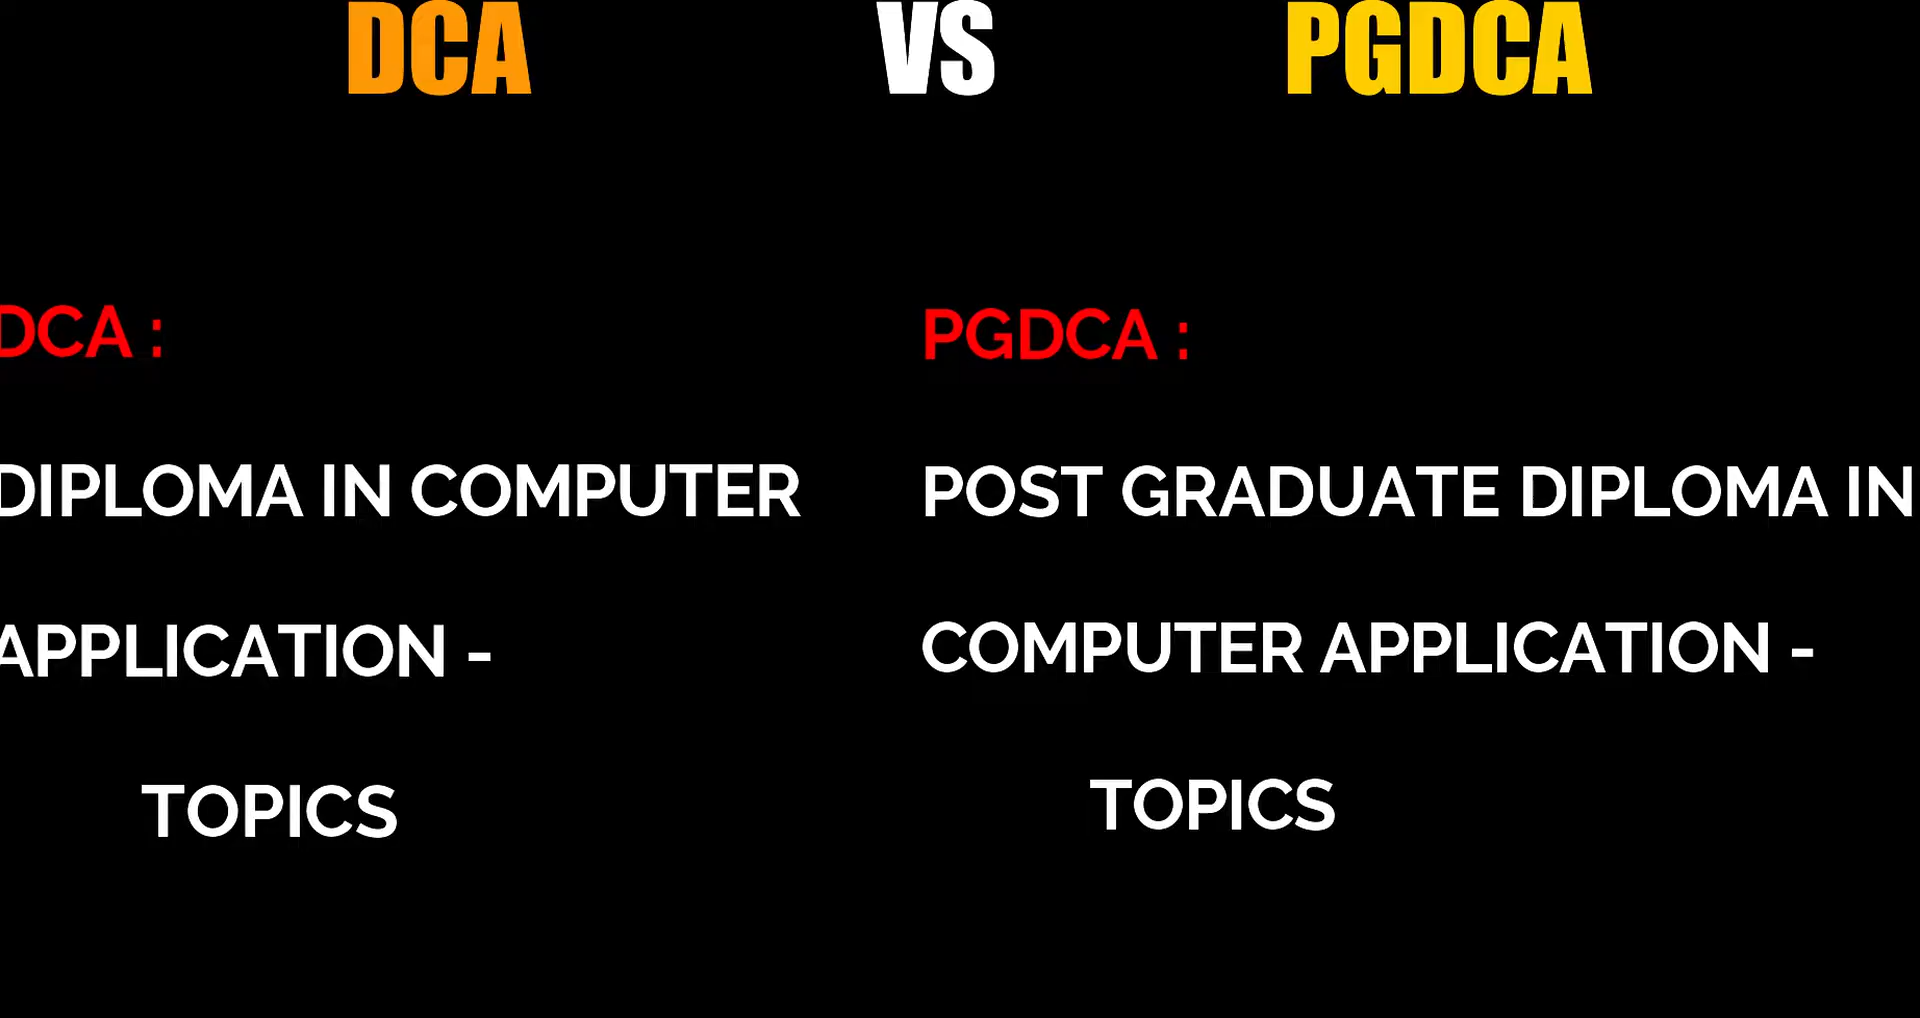 DCA VS PGDCA
DCA :
DIPLOMA IN COMPUTER
APPLICATION -
TOPICS
PGDCA :
POST GRADUATE DIPLOMA IN
COMPUTER APPLICATION -
TOPICS